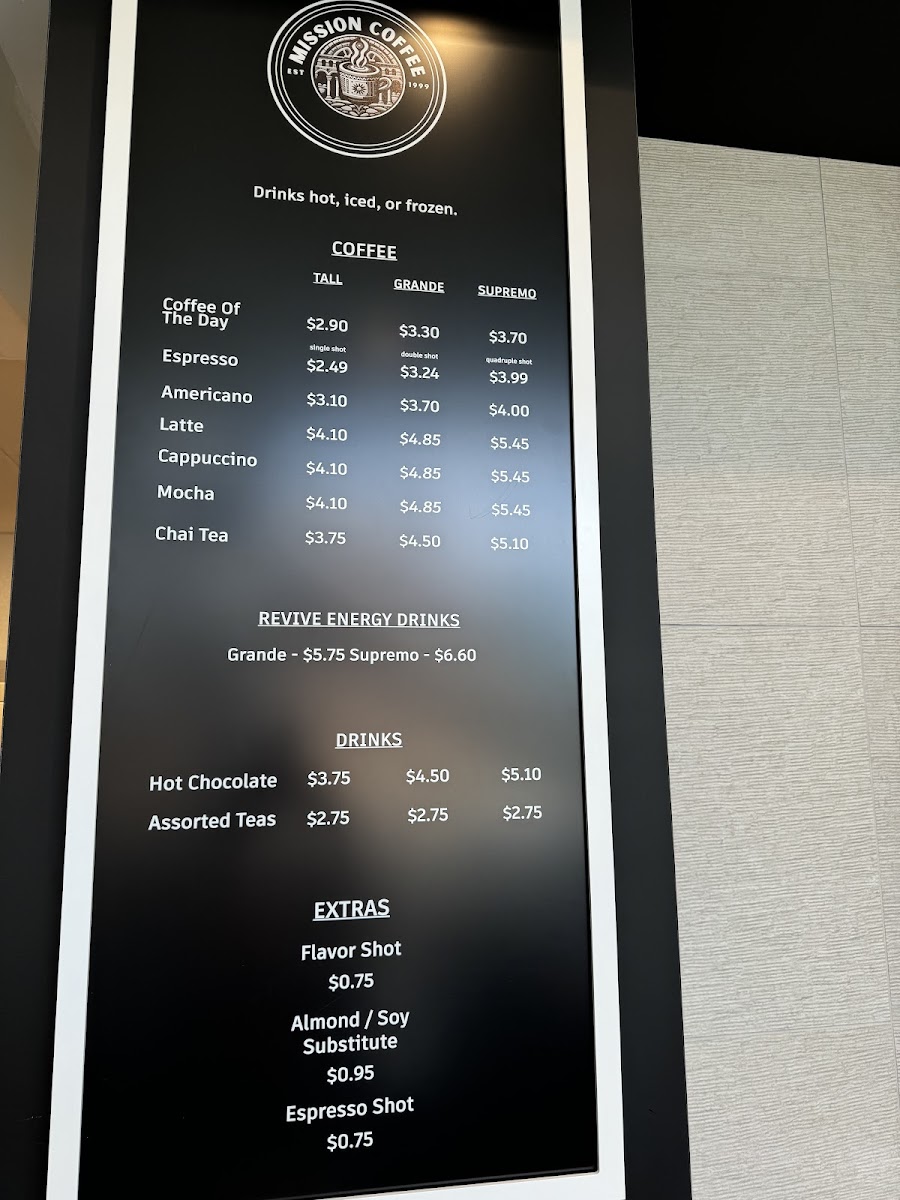 MISSION COFFEE
EST 1999
Drinks hot, iced, or frozen.
COFFEE
TALL GRANDE SUPREMO
Coffee Of
The Day $2.90 $3.30 $3.70
single shot double shot quadruple shot
Espresso $2.49 $3.24 $3.99
Americano $3.10 $3.70 $4.00
Latte $4.10 $4.85 $5.45
Cappuccino $4.10 $4.85 $5.45
Mocha $4.10 $4.85 $5.45
Chai Tea $3.75 $4.50 $5.10
REVIVE ENERGY DRINKS
Grande - $5.75 Supremo - $6.60
DRINKS
Hot Chocolate $3.75 $4.50 $5.10
Assorted Teas $2.75 $2.75 $2.75
EXTRAS
Flavor Shot
$0.75
Almond / Soy
Substitute
$0.95
Espresso Shot
$0.75